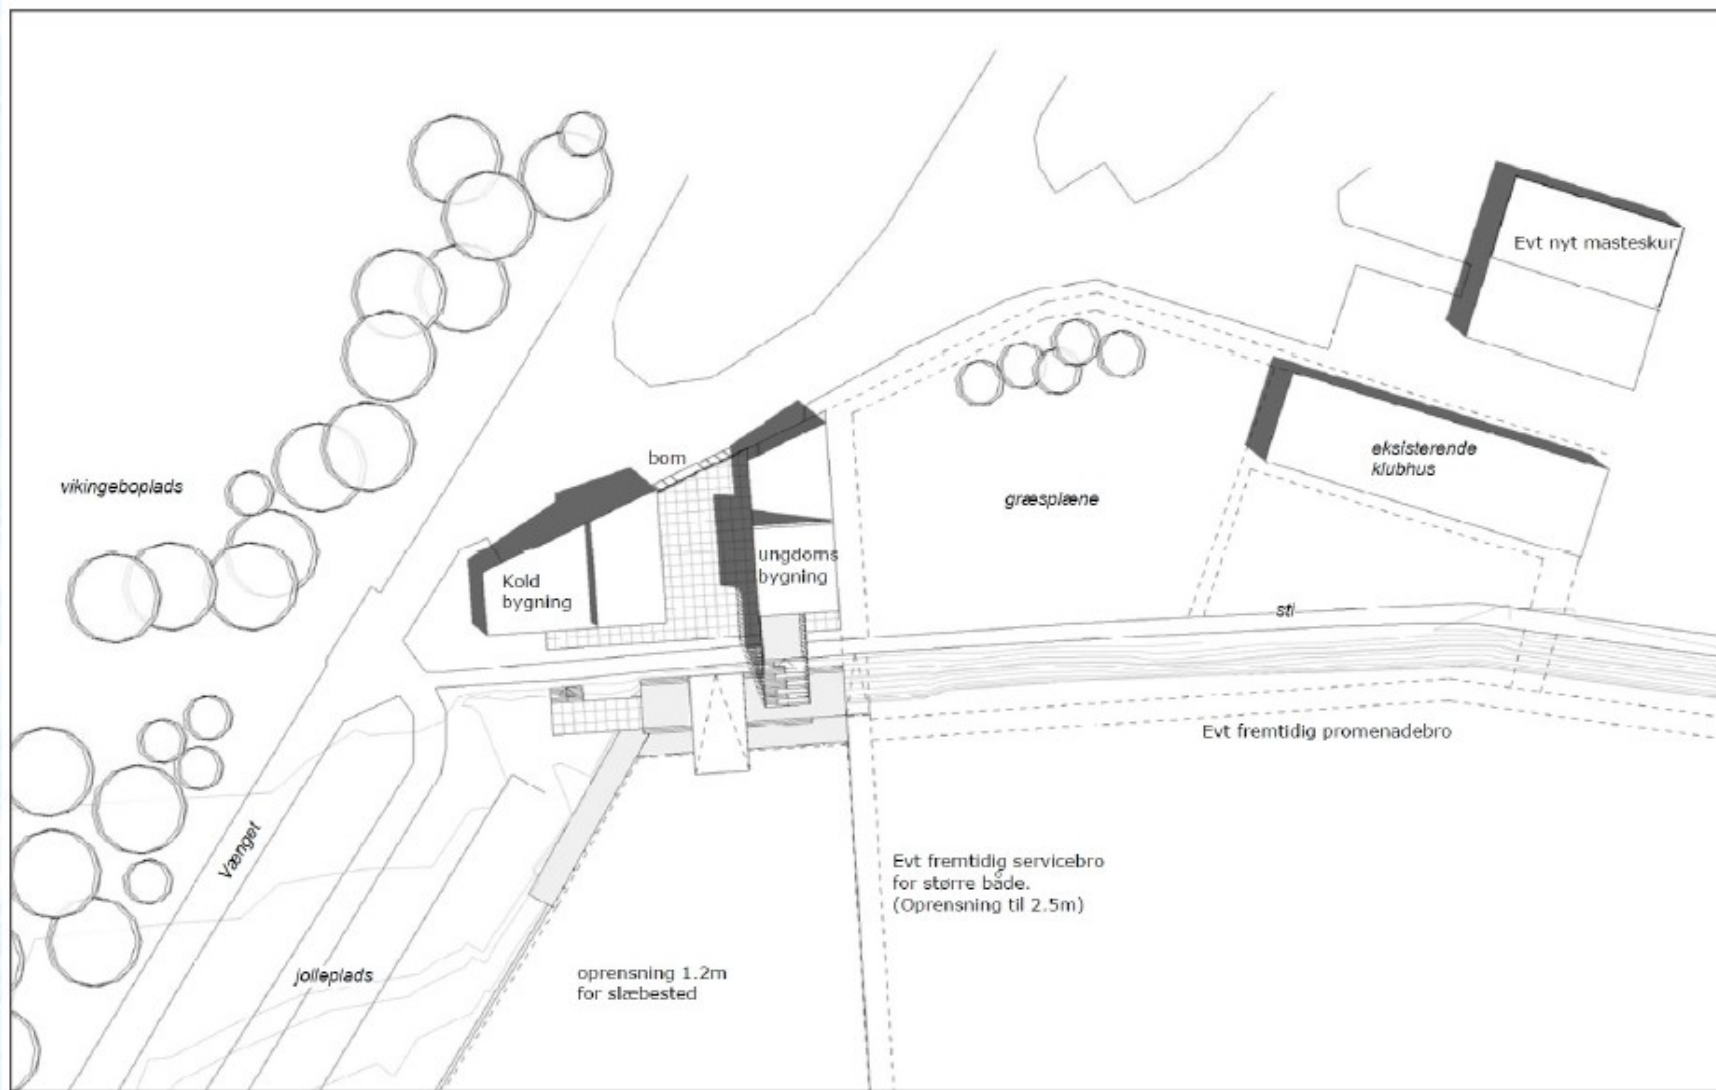 Evt nyt masteskur
bom
eksisterende
klubhus
vikingeboplads
græsplæne
ungdoms
bygning
Kold
bygning
sti
Evt fremtidig promenadebro
Vænget
Evt fremtidig servicebro
for større både.
(Oprensning til 2.5m)
jolleplads
oprensning 1.2m
for slæbested